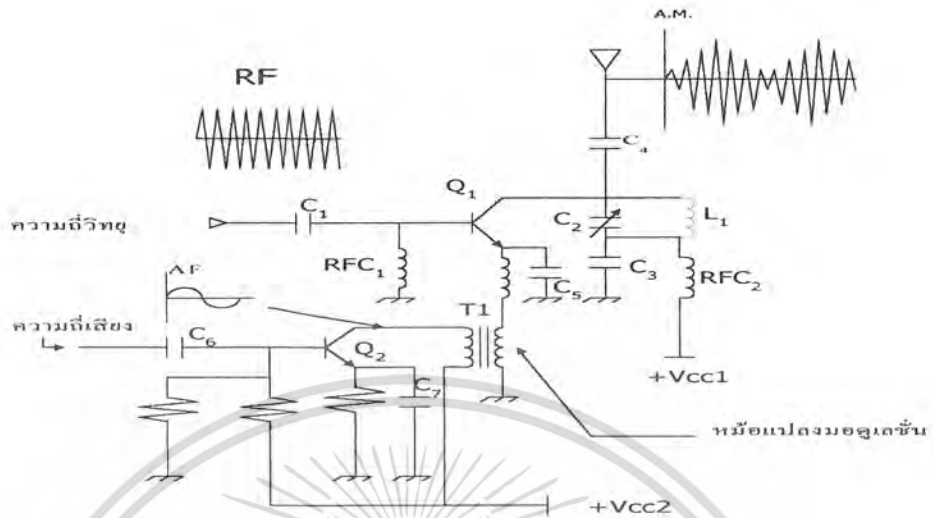 A.M.
RF
C4
Q1
C1
C2
L1
ความถี่วิทยุ
RFC1
C3
RFC2
C5
AF
T1
ความถี่เสียง
C6
Q2
C7
+Vcc1
หม้อแปลงมอดูเลชั่น
+Vcc2